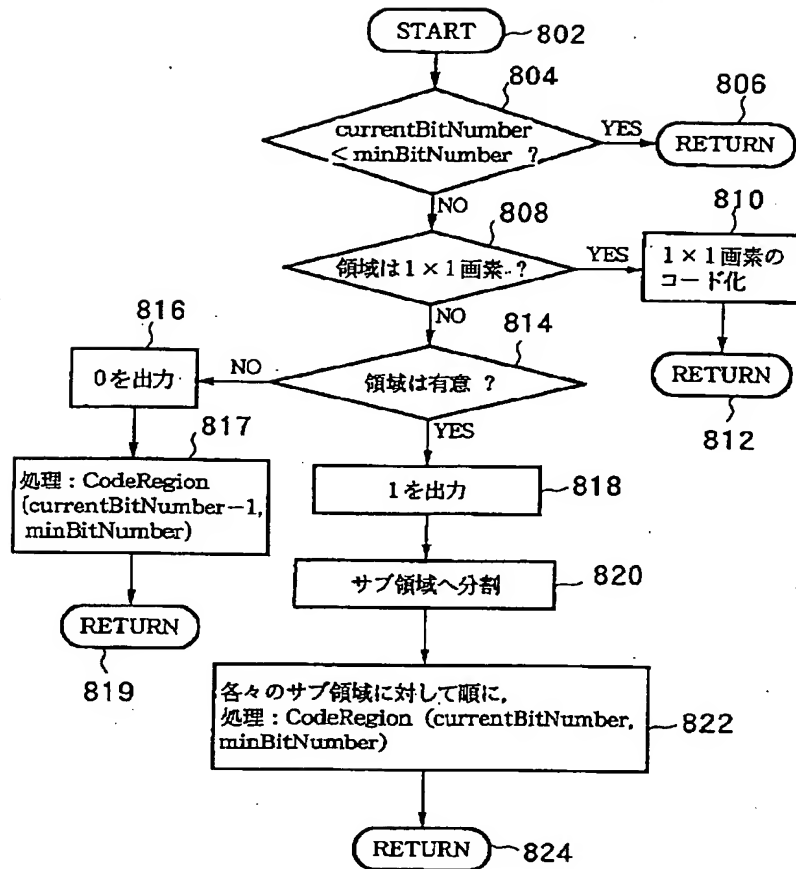 START
802
804
currentBitNumber
< minBitNumber ?
YES
806
RETURN
NO
808
領域は1×1画素 ?
YES
810
1×1画素の
コード化
RETURN
812
NO
814
領域は有意 ?
NO
816
0を出力
817
処理：CodeRegion
(currentBitNumber−1,
minBitNumber)
RETURN
819
YES
1を出力
818
サブ領域へ分割
820
各々のサブ領域に対して順に,
処理：CodeRegion (currentBitNumber,
minBitNumber)
822
RETURN
824